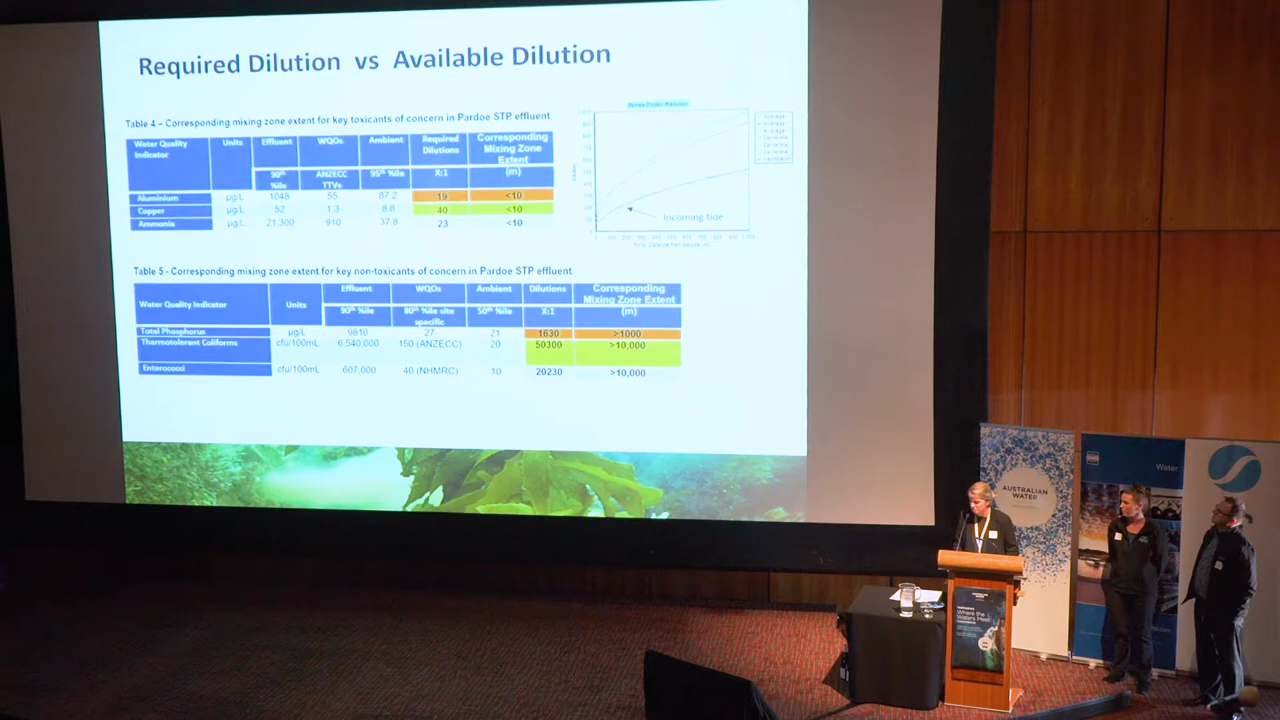 Required Dilution vs Available Dilution
Table 4 – Corresponding mixing zone extent for key toxicants of concern in Pardoe STP effluent
Water Quality Indicator Units Effluent WQOs Ambient Required Dilutions Corresponding Mixing Zone Extent
90th %ile ANZECC TTVs 95th %ile X:1 (m)
Aluminium µg/L 1048 55 87.2 19 <10
Copper µg/L 52 1.3 8.8 40 <10
Ammonia µg/L 21,300 910 37.8 23 <10
Incoming tide
Table 5 - Corresponding mixing zone extent for key non-toxicants of concern in Pardoe STP effluent
Water Quality Indicator Units Effluent WQOs Ambient Dilutions Corresponding Mixing Zone Extent
90th %ile 80th %ile site specific 50th %ile X:1 (m)
Total Phosphorus µg/L 9810 27 21 1630 >1000
Thermotolerant Coliforms cfu/100mL 6,540,000 150 (ANZECC) 20 50300 >10,000
Enterococci cfu/100mL 607,000 40 (NHMRC) 10 20230 >10,000
AUSTRALIAN WATER
Water
Where the Waters Meet